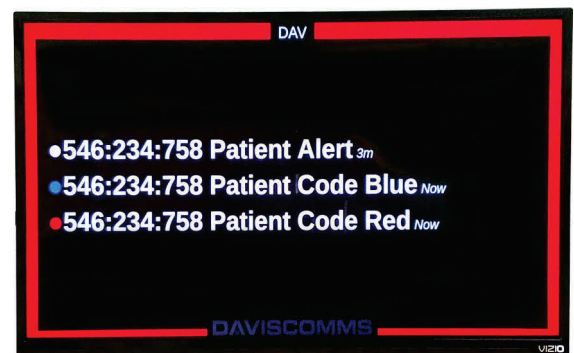 DAV
546:234:758 Patient Alert 3m
546:234:758 Patient Code Blue Now
546:234:758 Patient Code Red Now
DAVISCOMMS
VIZIO